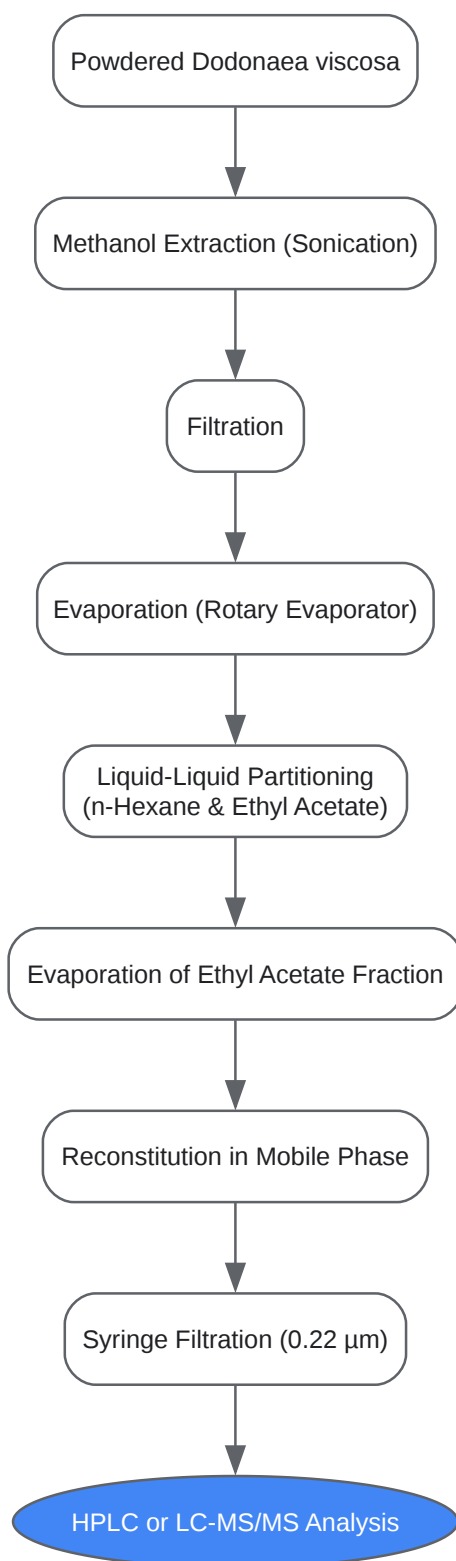 Powdered Dodonaea viscosa
Methanol Extraction (Sonication)
Filtration
Evaporation (Rotary Evaporator)
Liquid-Liquid Partitioning
(n-Hexane & Ethyl Acetate)
Evaporation of Ethyl Acetate Fraction
Reconstitution in Mobile Phase
Syringe Filtration (0.22 µm)
HPLC or LC-MS/MS Analysis